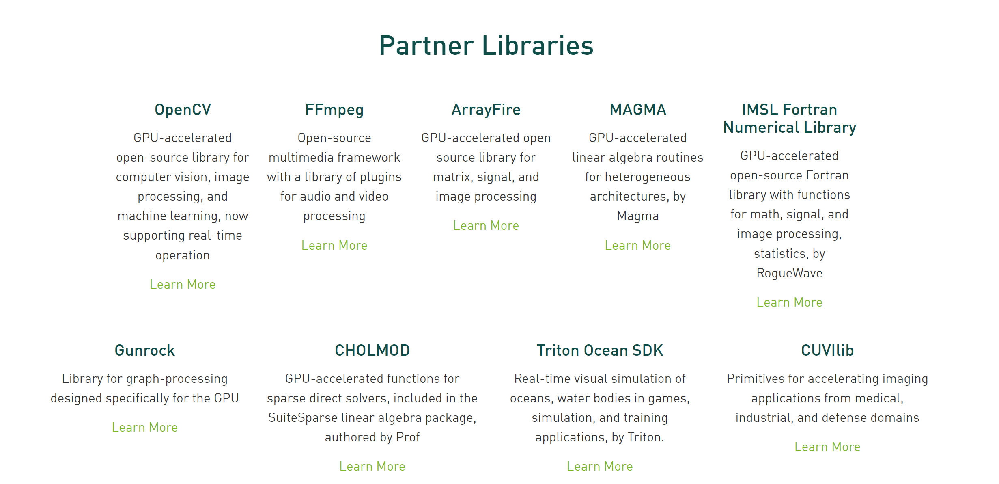 Partner Libraries
OpenCV
GPU-accelerated
open-source library for
computer vision, image
processing, and
machine learning, now
supporting real-time
operation
Learn More
FFmpeg
Open-source
multimedia framework
with a library of plugins
for audio and video
processing
Learn More
ArrayFire
GPU-accelerated open
source library for
matrix, signal, and
image processing
Learn More
MAGMA
GPU-accelerated
linear algebra routines
for heterogeneous
architectures, by
Magma
Learn More
IMSL Fortran
Numerical Library
GPU-accelerated
open-source Fortran
library with functions
for math, signal, and
image processing,
statistics, by
RogueWave
Learn More
Gunrock
Library for graph-processing
designed specifically for the GPU
Learn More
CHOLMOD
GPU-accelerated functions for
sparse direct solvers, included in the
SuiteSparse linear algebra package,
authored by Prof
Learn More
Triton Ocean SDK
Real-time visual simulation of
oceans, water bodies in games,
simulation, and training
applications, by Triton.
Learn More
CUVIlib
Primitives for accelerating imaging
applications from medical,
industrial, and defense domains
Learn More